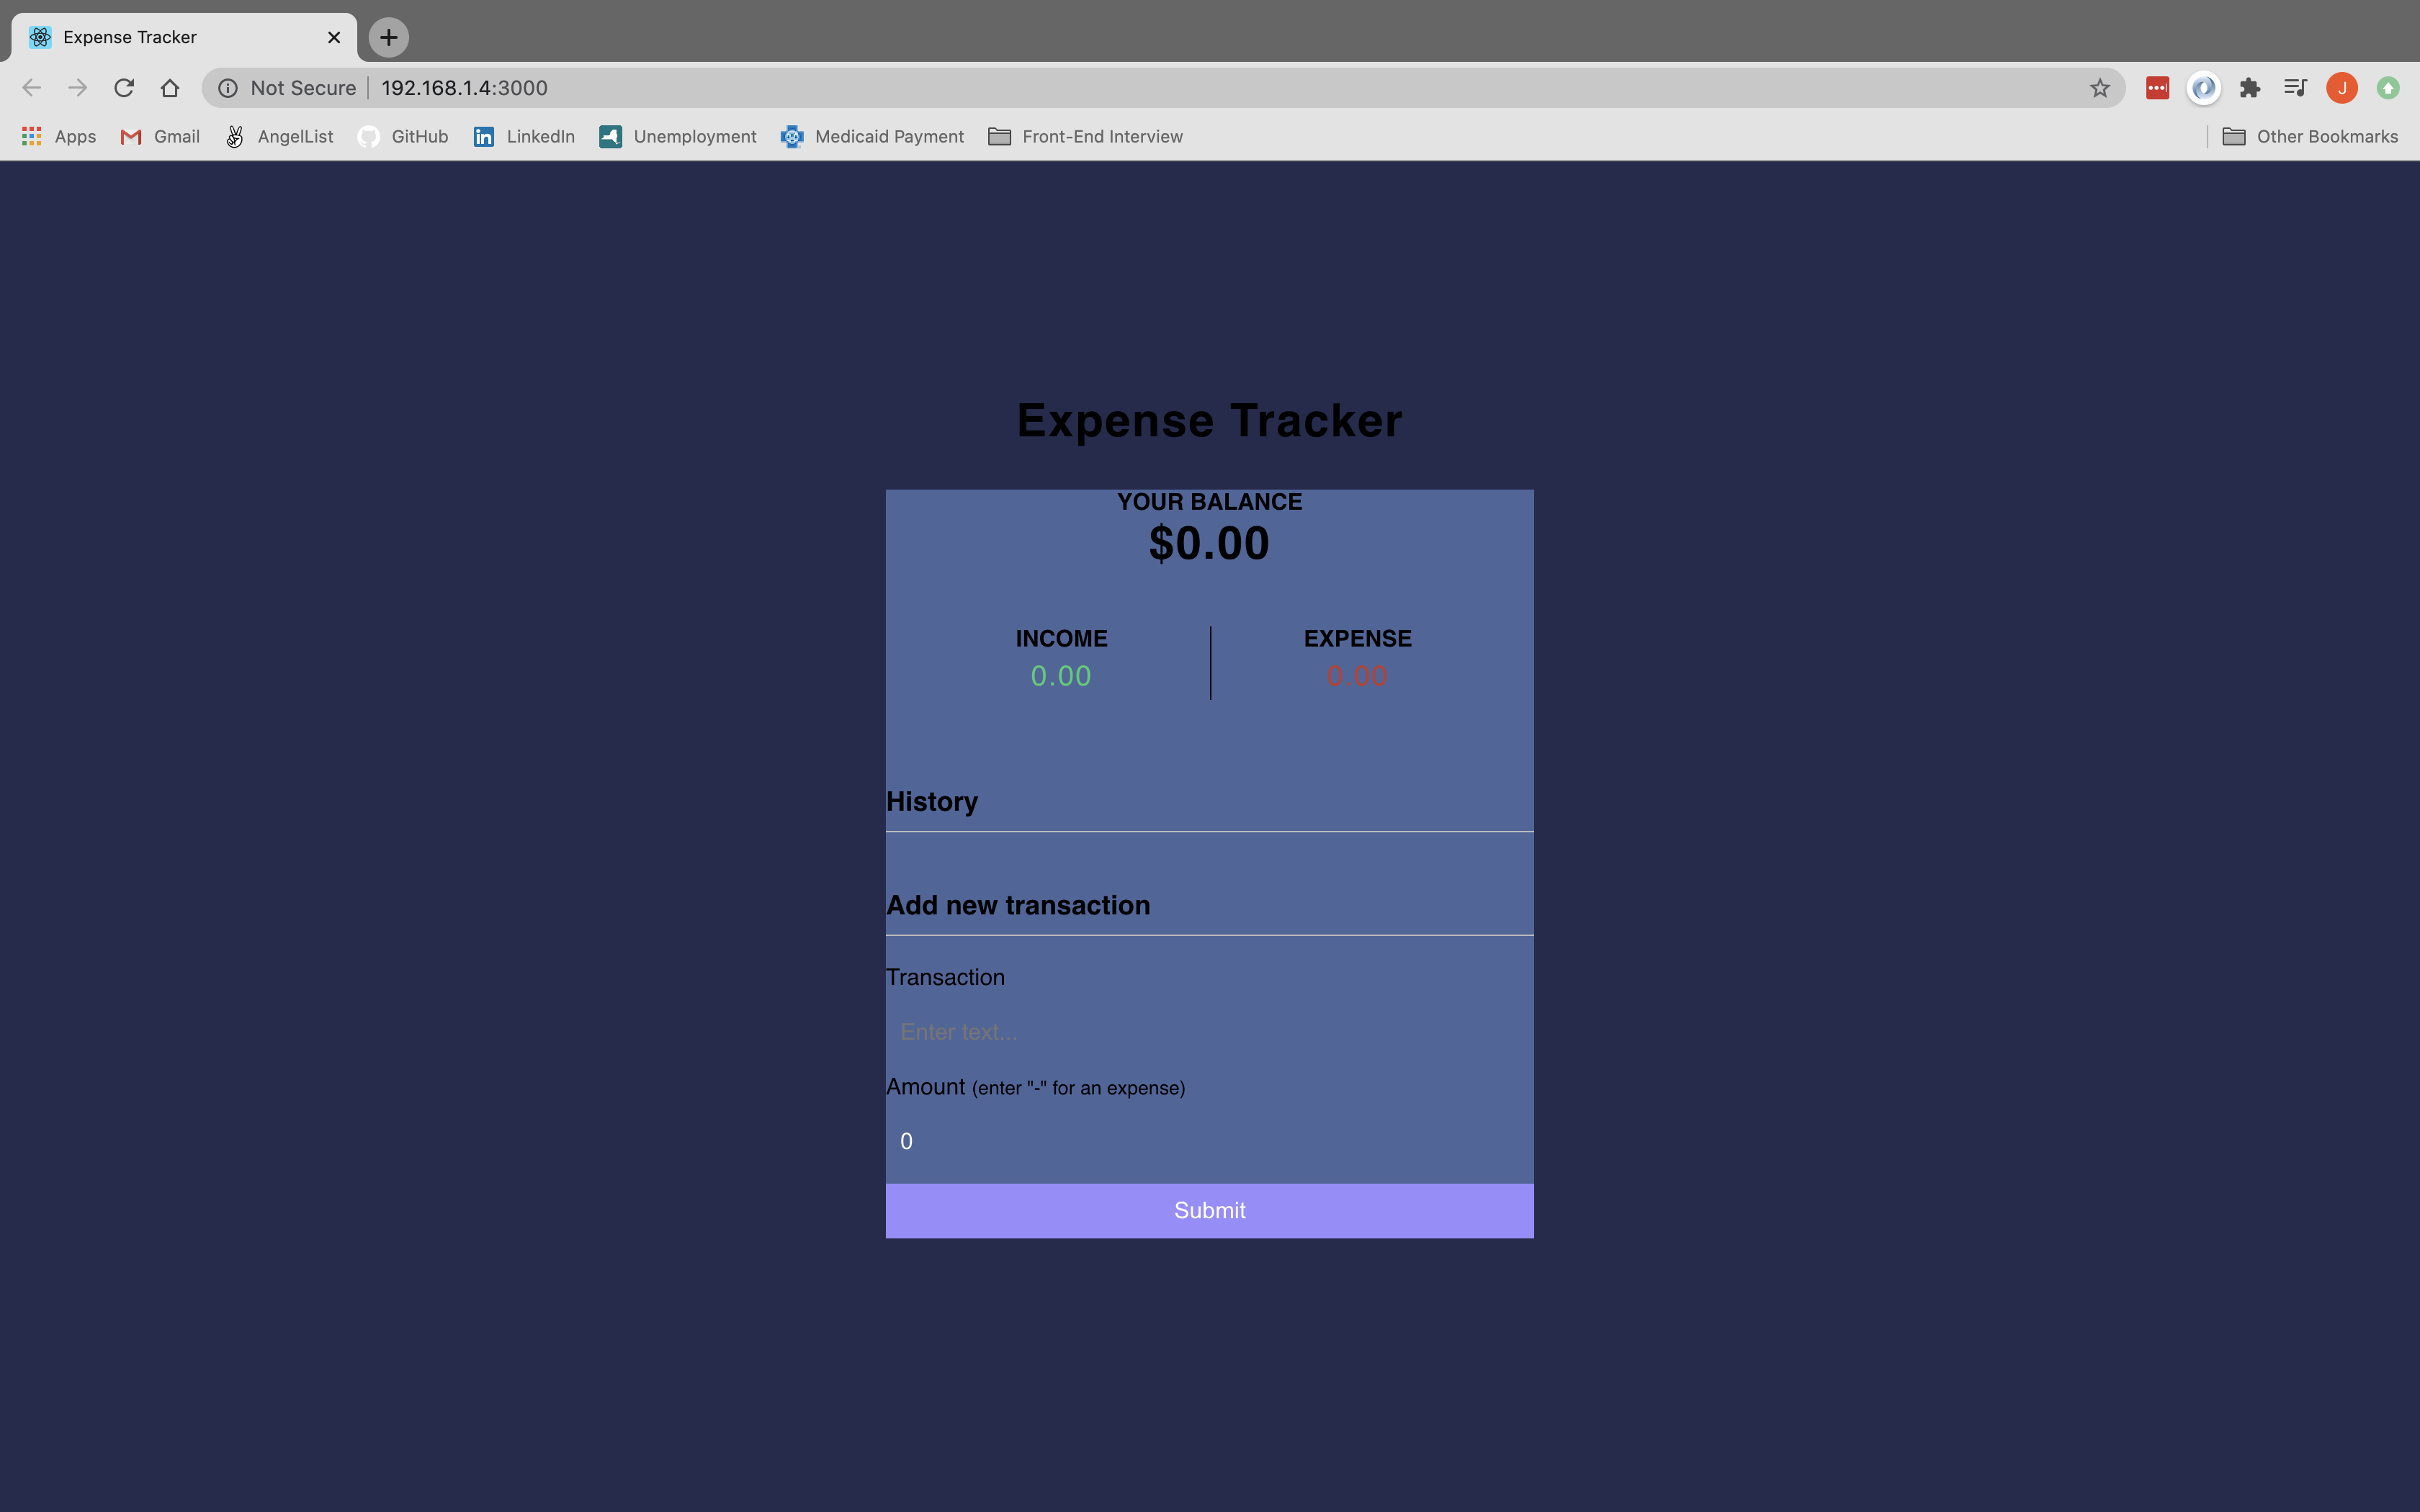 Expense Tracker
Not Secure 192.168.1.4:3000
J
Apps Gmail AngelList GitHub LinkedIn Unemployment Medicaid Payment Front-End Interview Other Bookmarks
Expense Tracker
YOUR BALANCE
$0.00
INCOME EXPENSE
0.00 0.00
History
Add new transaction
Transaction
Enter text...
Amount (enter "-" for an expense)
0
Submit